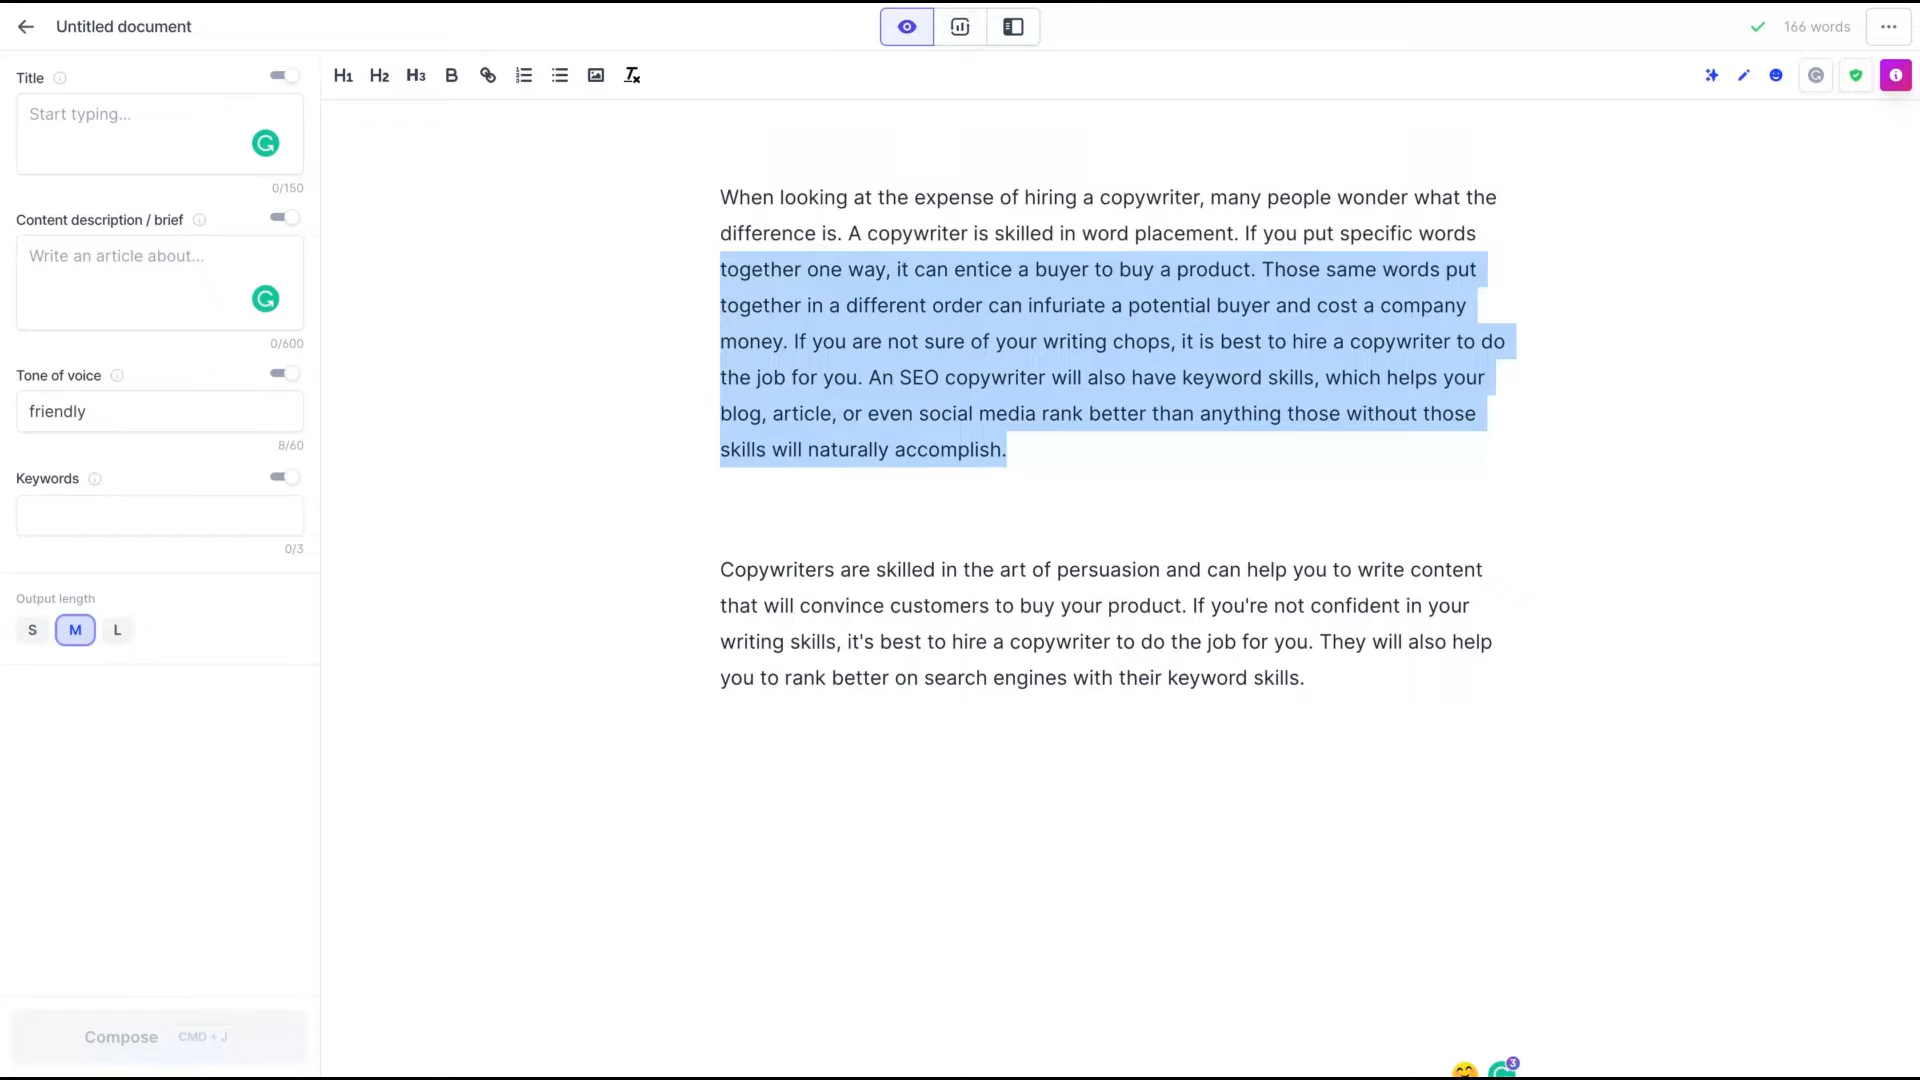 Untitled document
166 words
Title
H1 H2 H3 B
Start typing...
0/150
Content description / brief
Write an article about...
0/600
Tone of voice
friendly
8/60
Keywords
0/3
Output length
S M L
Compose CMD + J
When looking at the expense of hiring a copywriter, many people wonder what the
difference is. A copywriter is skilled in word placement. If you put specific words
together one way, it can entice a buyer to buy a product. Those same words put
together in a different order can infuriate a potential buyer and cost a company
money. If you are not sure of your writing chops, it is best to hire a copywriter to do
the job for you. An SEO copywriter will also have keyword skills, which helps your
blog, article, or even social media rank better than anything those without those
skills will naturally accomplish.
Copywriters are skilled in the art of persuasion and can help you to write content
that will convince customers to buy your product. If you're not confident in your
writing skills, it's best to hire a copywriter to do the job for you. They will also help
you to rank better on search engines with their keyword skills.
3